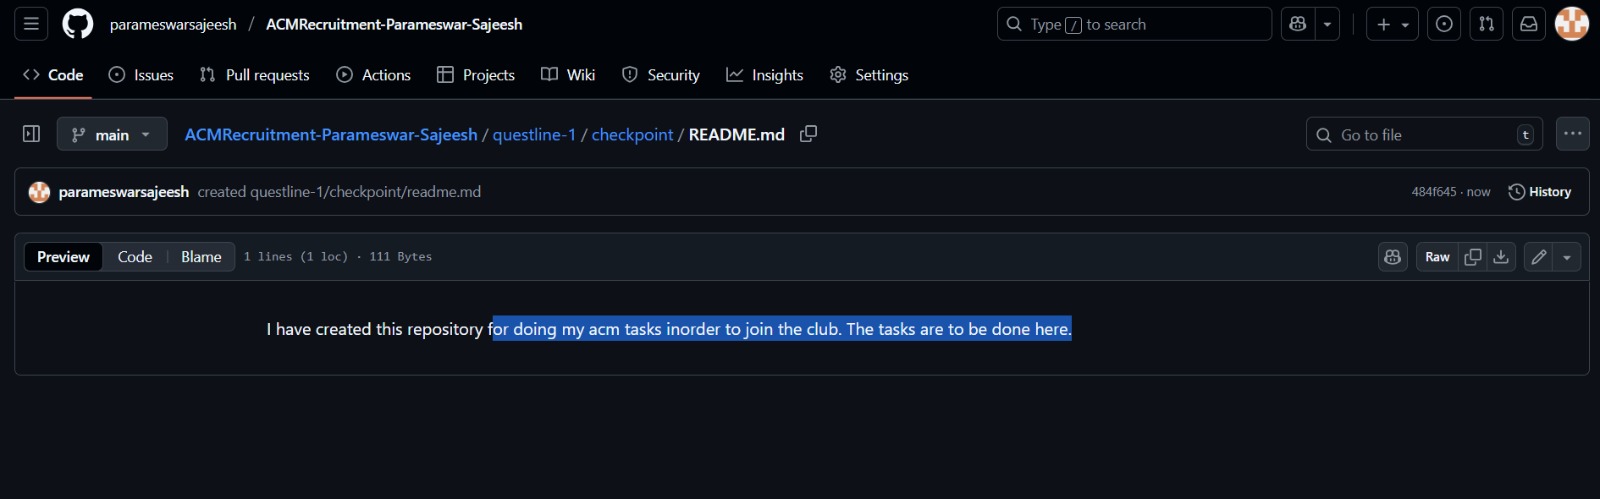 parameswarsajeesh / ACMRecruitment-Parameswar-Sajeesh Type / to search
Code Issues Pull requests Actions Projects Wiki Security Insights Settings
main ACMRecruitment-Parameswar-Sajeesh / questline-1 / checkpoint / README.md Go to file t
parameswarsajeesh created questline-1/checkpoint/readme.md 484f645 · now History
Preview Code Blame 1 lines (1 loc) · 111 Bytes Raw
I have created this repository for doing my acm tasks inorder to join the club. The tasks are to be done here.